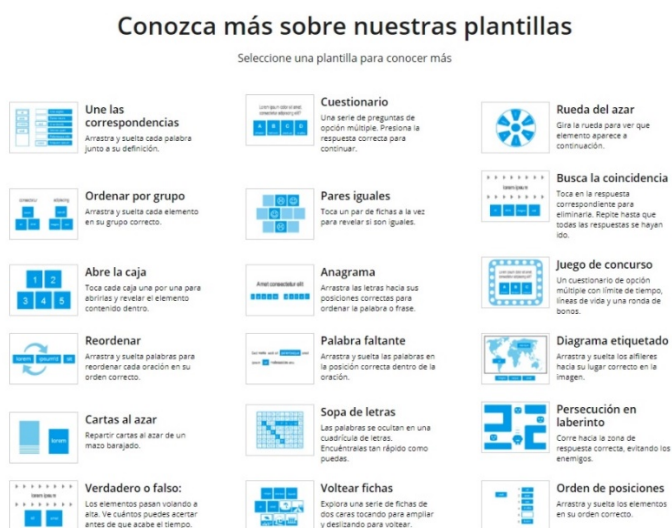 Conozca más sobre nuestras plantillas
Seleccione una plantilla para conocer más
Une las
correspondencias
Arrastra y suelta cada palabra
junto a su definición.
Cuestionario
Una serie de preguntas de
opción múltiple. Presiona la
respuesta correcta para
continuar.
Rueda del azar
Gira la rueda para ver que
elemento aparece a
continuación.
Ordenar por grupo
Arrastra y suelta cada elemento
en su grupo correcto.
Pares iguales
Toca un par de fichas a la vez
para revelar si son iguales.
Busca la coincidencia
Toca en la respuesta
correspondiente para
eliminarla. Repite hasta que
todas las respuestas se hayan
ido.
Abre la caja
Toca cada caja una por una para
abrirlas y revelar el elemento
contenido dentro.
1 2
3 4 5
Anagrama
Arrastra las letras hacia sus
posiciones correctas para
ordenar la palabra o frase.
Juego de concurso
Un cuestionario de opción
múltiple con límite de tiempo,
líneas de vida y una ronda de
bonos.
Reordenar
Arrastra y suelta palabras para
reordenar cada oración en su
orden correcto.
Palabra faltante
Arrastra y suelta las palabras en
la posición correcta dentro de la
oración.
Diagrama etiquetado
Arrastra y suelta los alfileres
hacia su lugar correcto en la
imagen.
Cartas al azar
Repartir cartas al azar de un
mazo barajado.
Sopa de letras
Las palabras se ocultan en una
cuadrícula de letras.
Encuéntralas tan rápido como
puedas.
Persecución en
laberinto
Corre hacia la zona de
respuesta correcta, evitando los
enemigos.
Verdadero o falso:
Los elementos pasan volando a
alta. Ve cuántos puedes acertar
antes de que acabe el tiempo.
Voltear fichas
Explora una serie de fichas de
dos caras tocando para ampliar
y deslizando para voltear.
Orden de posiciones
Arrastra y suelta los elementos
en su orden correcto.